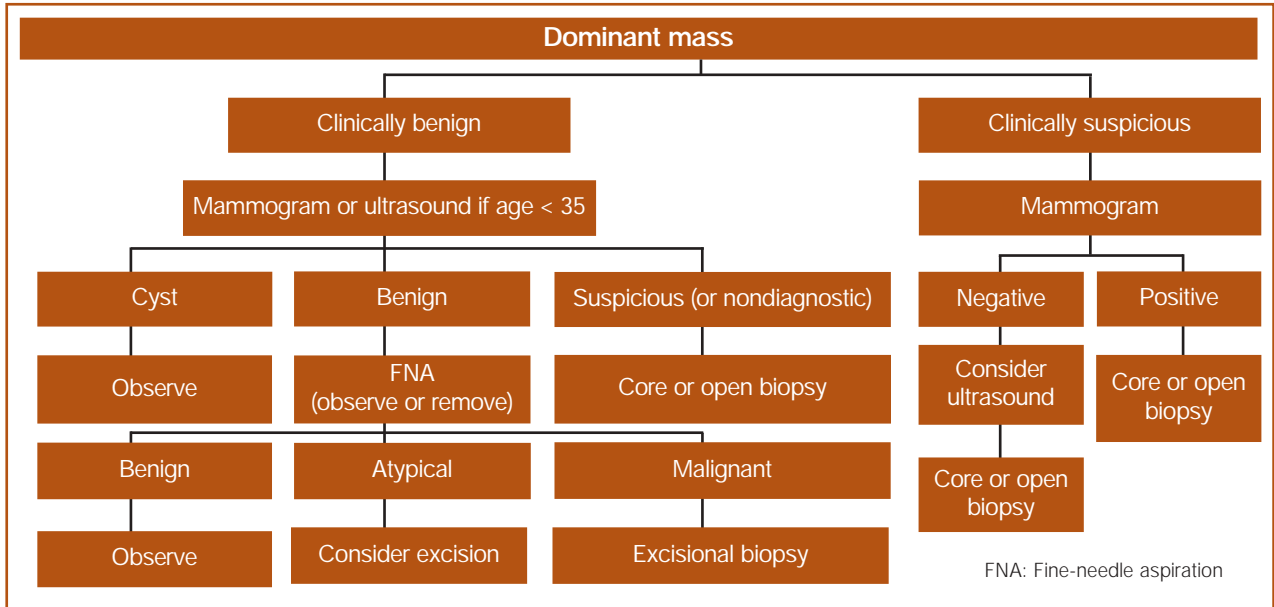 Dominant mass
Clinically benign
Clinically suspicious
Mammogram or ultrasound if age < 35
Mammogram
Cyst
Benign
Suspicious (or nondiagnostic)
Negative
Positive
Observe
FNA
(observe or remove)
Core or open biopsy
Consider
ultrasound
Core or open
biopsy
Benign
Atypical
Malignant
Core or open
biopsy
Observe
Consider excision
Excisional biopsy
FNA: Fine-needle aspiration